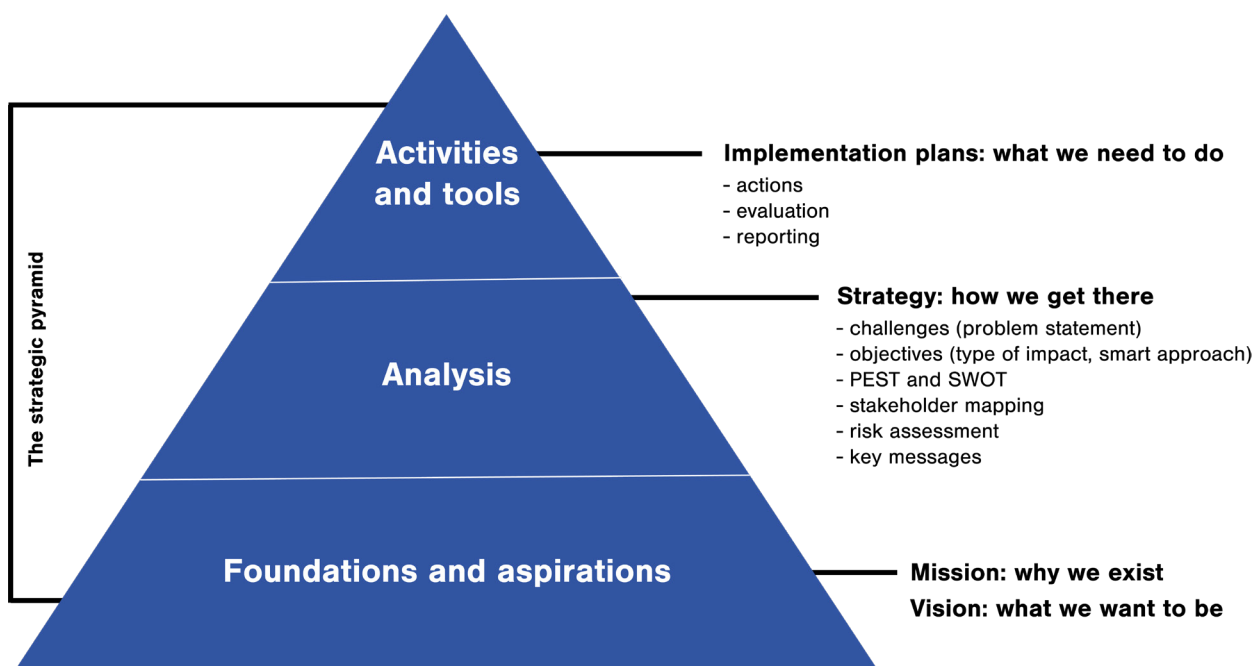 The strategic pyramid
Activities
and tools
Implementation plans: what we need to do
- actions
- evaluation
- reporting
Analysis
Strategy: how we get there
- challenges (problem statement)
- objectives (type of impact, smart approach)
- PEST and SWOT
- stakeholder mapping
- risk assessment
- key messages
Foundations and aspirations
Mission: why we exist
Vision: what we want to be